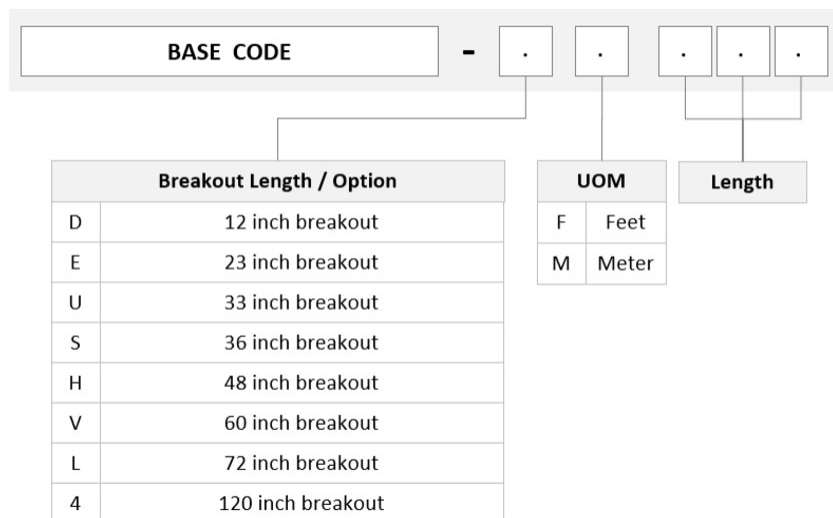 BASE CODE - . . . . .
Breakout Length / Option
D 12 inch breakout
E 23 inch breakout
U 33 inch breakout
S 36 inch breakout
H 48 inch breakout
V 60 inch breakout
L 72 inch breakout
4 120 inch breakout
UOM
F Feet
M Meter
Length